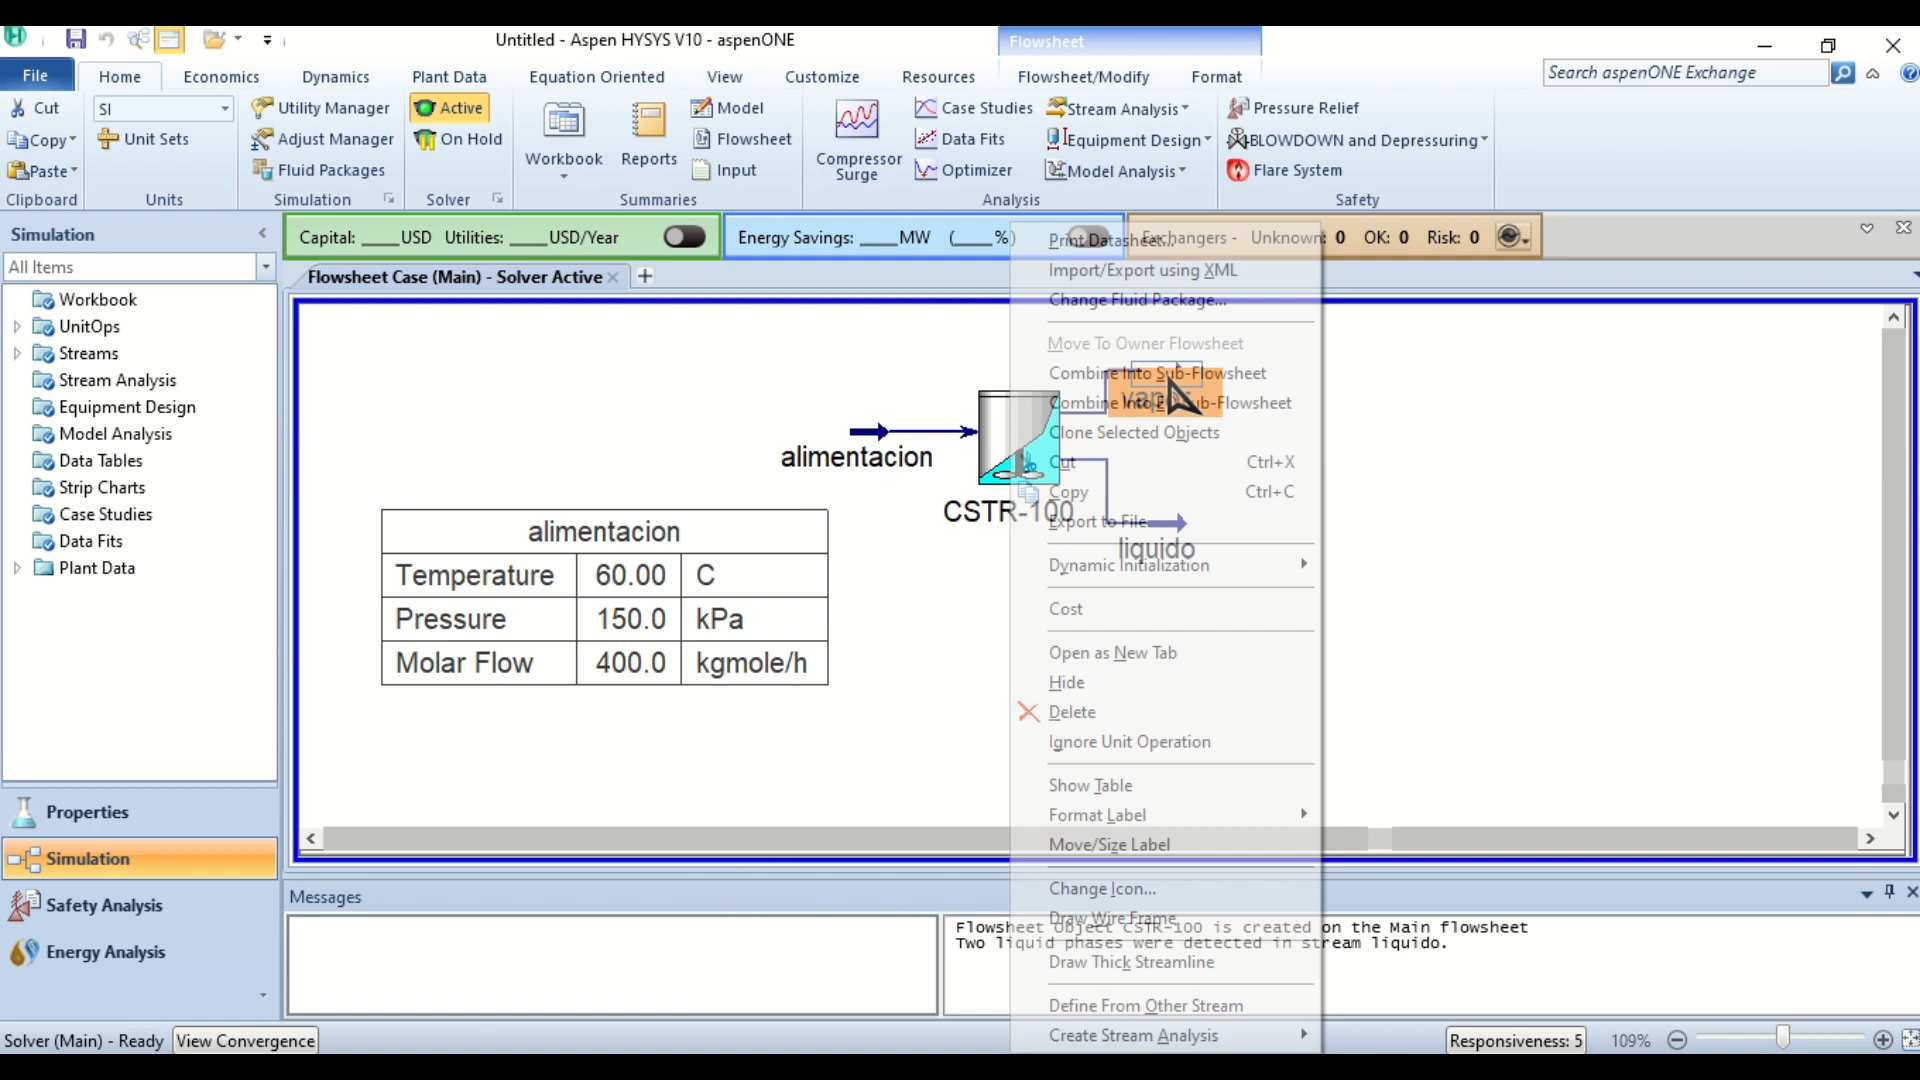 Untitled - Aspen HYSYS V10 - aspenONE
Flowsheet
File
Home
Economics
Dynamics
Plant Data
Equation Oriented
View
Customize
Resources
Flowsheet/Modify
Format
Search aspenONE Exchange
Cut
Copy
Paste
Clipboard
SI
Unit Sets
Units
Utility Manager
Adjust Manager
Fluid Packages
Simulation
Active
On Hold
Solver
Workbook
Reports
Model
Flowsheet
Input
Summaries
Compressor
Surge
Case Studies
Data Fits
Optimizer
Stream Analysis
Equipment Design
Model Analysis
Analysis
Pressure Relief
BLOWDOWN and Depressuring
Flare System
Safety
Simulation
All Items
Workbook
UnitOps
Streams
Stream Analysis
Equipment Design
Model Analysis
Data Tables
Strip Charts
Case Studies
Data Fits
Plant Data
Properties
Simulation
Safety Analysis
Energy Analysis
Capital: ____USD Utilities: ____USD/Year
Energy Savings: ____MW (____%)
Exchangers - Unknown: 0 OK: 0 Risk: 0
Flowsheet Case (Main) - Solver Active
alimentacion
CSTR-100
vapor
liquido
alimentacion
Temperature 60.00 C
Pressure 150.0 kPa
Molar Flow 400.0 kgmole/h
Print Datasheet...
Import/Export using XML
Change Fluid Package...
Move To Owner Flowsheet
Combine Into Sub-Flowsheet
Combine Into EO Sub-Flowsheet
Clone Selected Objects
Cut Ctrl+X
Copy Ctrl+C
Export to File
Dynamic Initialization
Cost
Open as New Tab
Hide
Delete
Ignore Unit Operation
Show Table
Format Label
Move/Size Label
Change Icon...
Draw Wire Frame
Draw Thick Streamline
Define From Other Stream
Create Stream Analysis
Messages
Flowsheet Object CSTR-100 is created on the Main flowsheet
Two liquid phases were detected in stream liquido.
Solver (Main) - Ready
View Convergence
Responsiveness: 5
109%